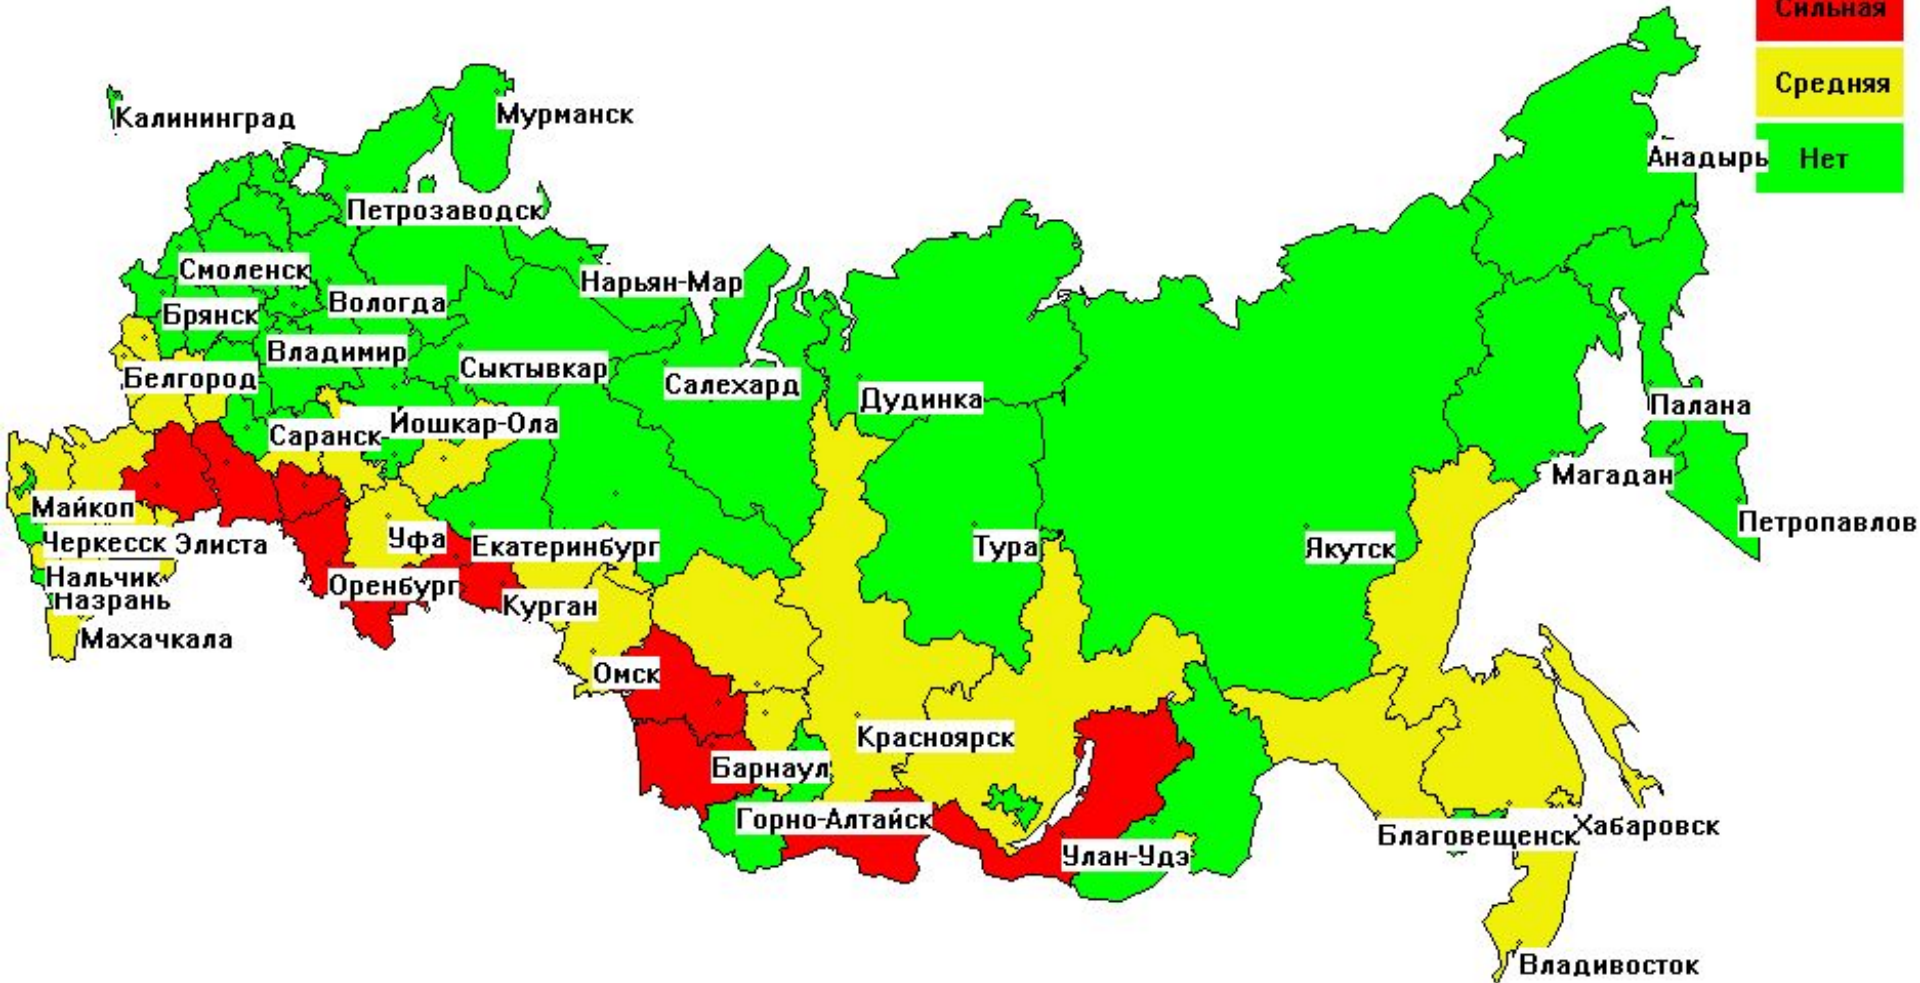 Сильная
Средняя
Нет
Калининград
Мурманск
Анадырь
Петрозаводск
Смоленск
Нарьян-Мар
Вологда
Брянск
Владимир
Белгород
Сыктывкар
Салехард
Дудинка
Палана
Йошкар-Ола
Саранск
Магадан
Майкоп
Петропавлов
Черкесск
Элиста
Уфа
Екатеринбург
Тура
Якутск
Нальчик
Оренбург
Назрань
Курган
Махачкала
Омск
Красноярск
Барнаул
Горно-Алтайск
Благовещенск
Хабаровск
Улан-Удэ
Владивосток